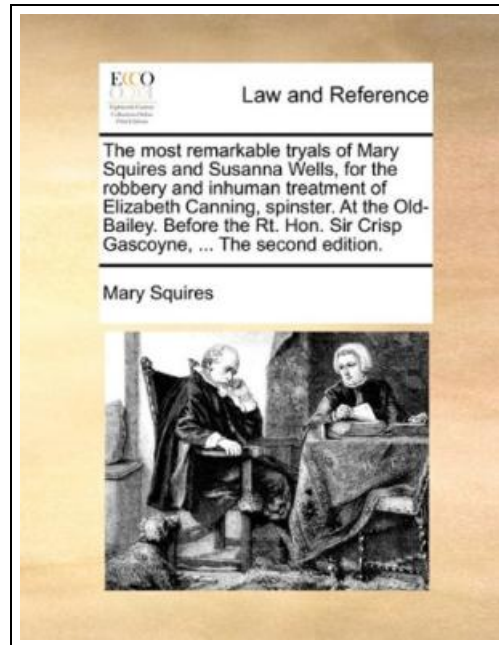 ECCO
Law and Reference
The most remarkable tryals of Mary
Squires and Susanna Wells, for the
robbery and inhuman treatment of
Elizabeth Canning, spinster. At the Old-
Bailey. Before the Rt. Hon. Sir Crisp
Gascoyne, ... The second edition.
Mary Squires